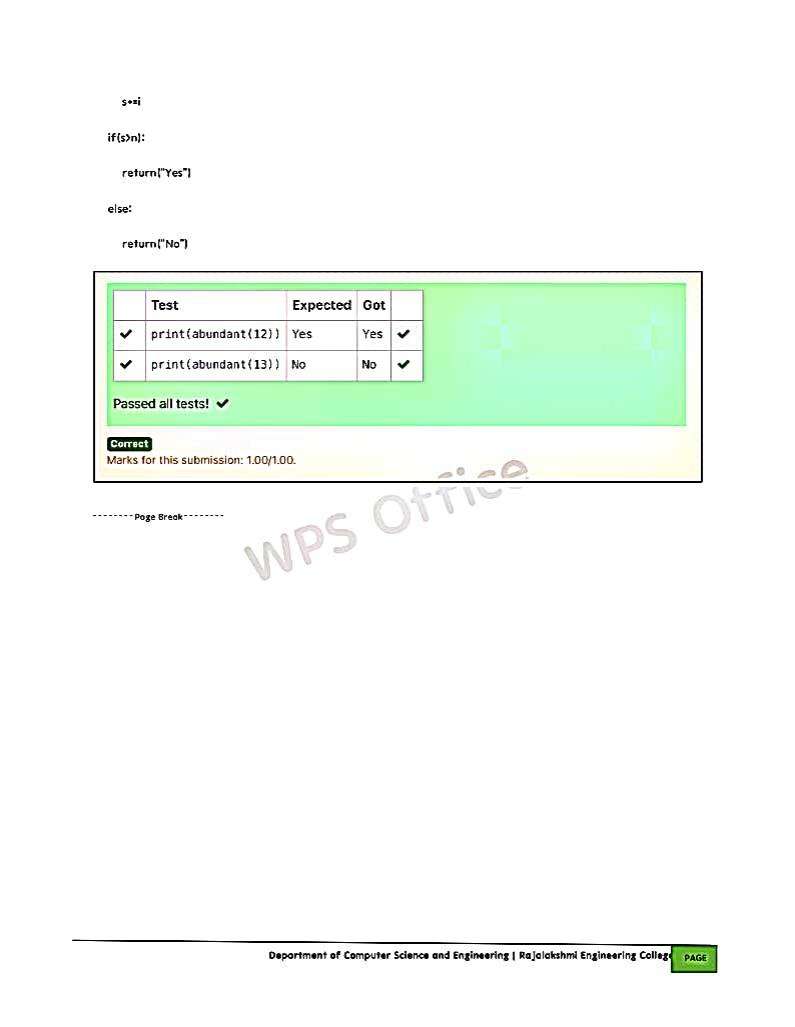 s+=i
if(s>n):
return("Yes")
else:
return("No")
Test Expected Got
✔ print(abundant(12)) Yes Yes ✔
✔ print(abundant(13)) No No ✔
Passed all tests! ✔
Correct
Marks for this submission: 1.00/1.00.
WPS Office
--------Page Break--------
Department of Computer Science and Engineering | Rajalakshmi Engineering College
PAGE